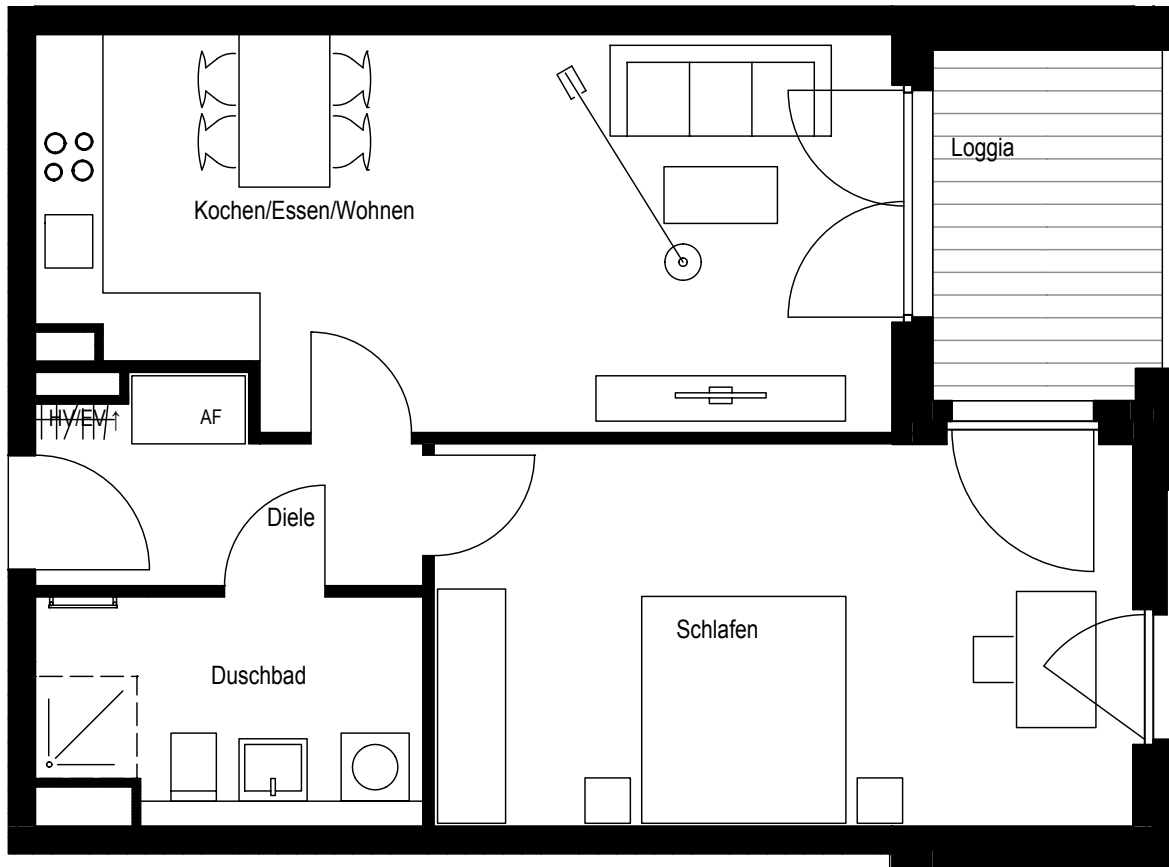 Loggia
Kochen/Essen/Wohnen
HV/EV ↑
AF
Diele
Schlafen
Duschbad